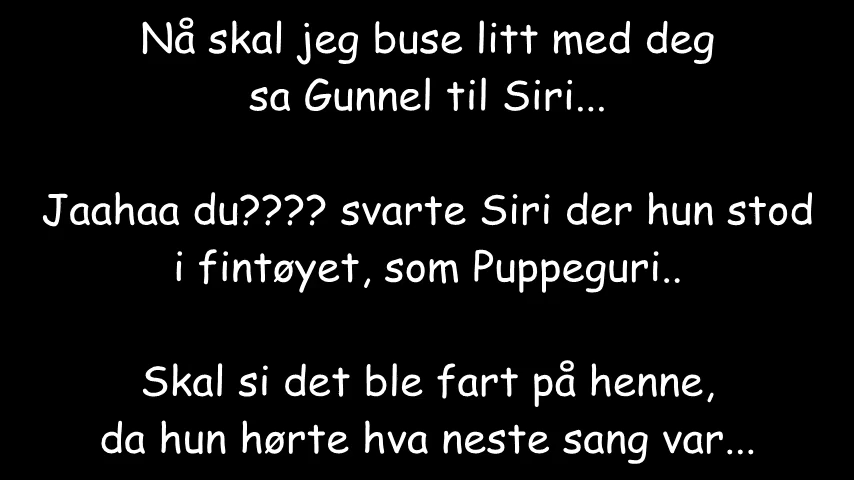 Nå skal jeg buse litt med deg
sa Gunnel til Siri...
Jaahaa du???? svarte Siri der hun stod
i fintøyet, som Puppeguri..
Skal si det ble fart på henne,
da hun hørte hva neste sang var...